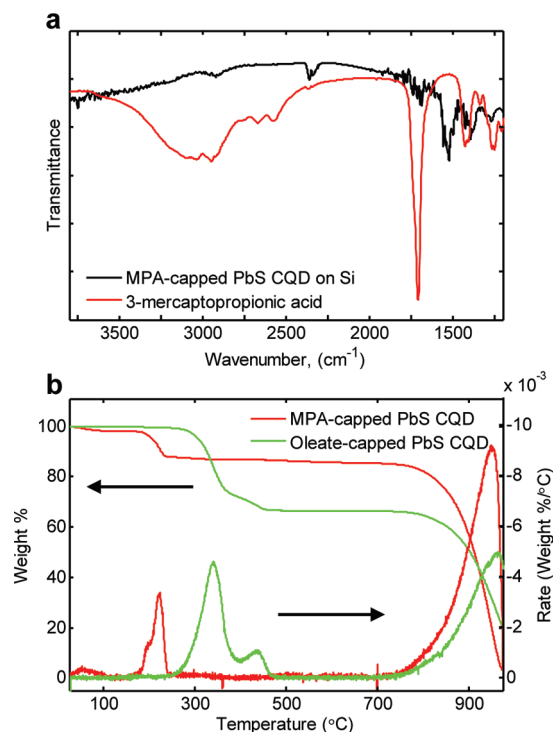 a
Transmittance
MPA-capped PbS CQD on Si
3-mercaptopropionic acid
3500 3000 2500 2000 1500
Wavenumber, (cm-1)
b
x 10-3
100 80 60 40 20 0
Weight %
MPA-capped PbS CQD
Oleate-capped PbS CQD
-10 -8 -6 -4 -2 0
Rate (Weight %/ºC)
100 300 500 700 900
Temperature (ºC)